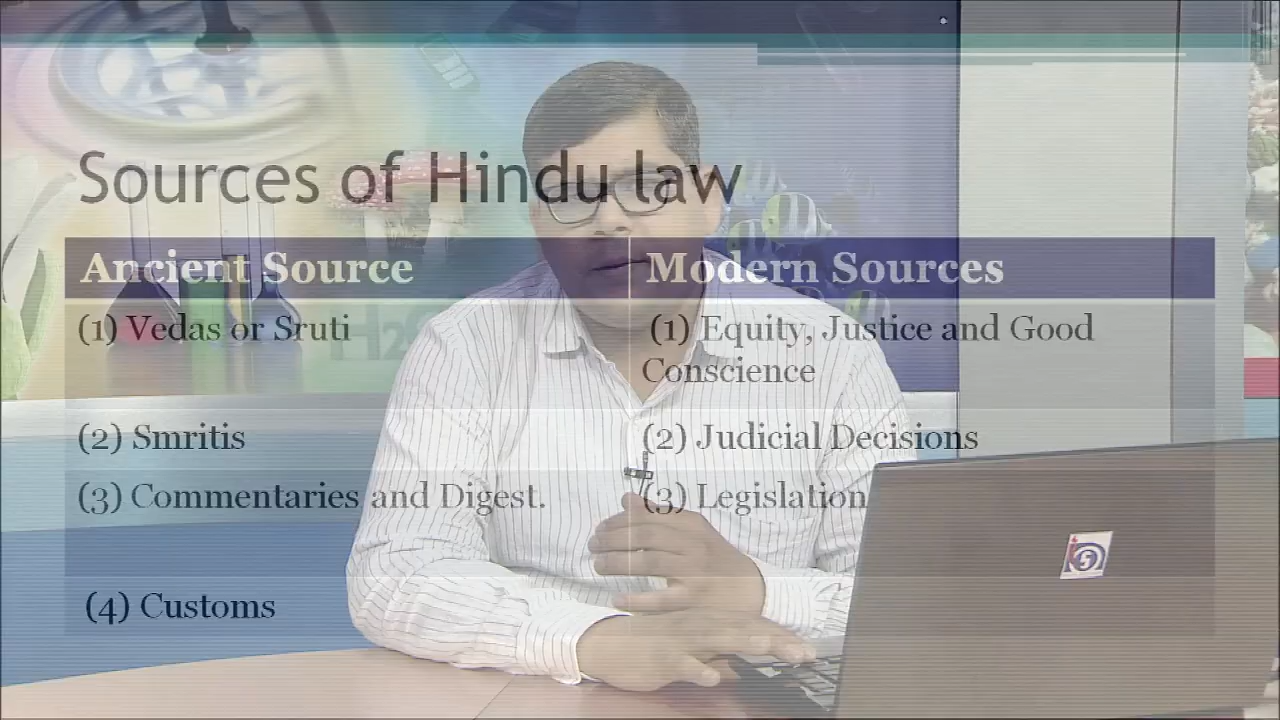 Sources of Hindu law
Ancient Source
Modern Sources
(1) Vedas or Sruti
(1) Equity, Justice and Good
Conscience
(2) Smritis
(2) Judicial Decisions
(3) Commentaries and Digest.
(3) Legislation
(4) Customs